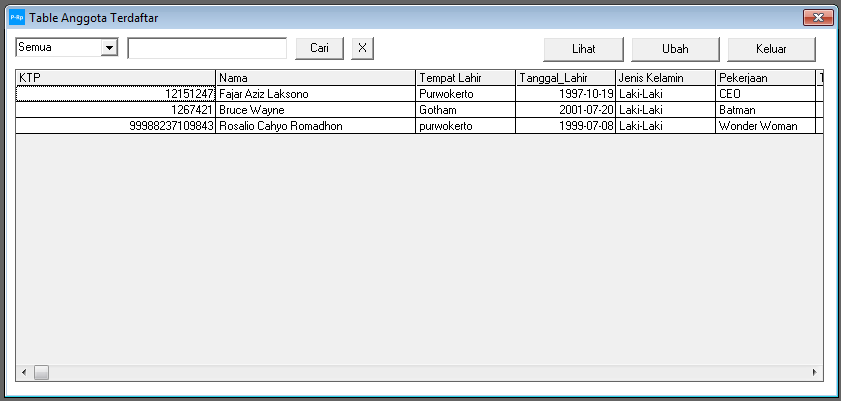 P-Rp Table Anggota Terdaftar
Semua Cari X Lihat Ubah Keluar
KTP Nama Tempat Lahir Tanggal_Lahir Jenis Kelamin Pekerjaan
12151247 Fajar Aziz Laksono Purwokerto 1997-10-19 Laki-Laki CEO
1267421 Bruce Wayne Gotham 2001-07-20 Laki-Laki Batman
99988237109843 Rosalio Cahyo Romadhon purwokerto 1999-07-08 Laki-Laki Wonder Woman